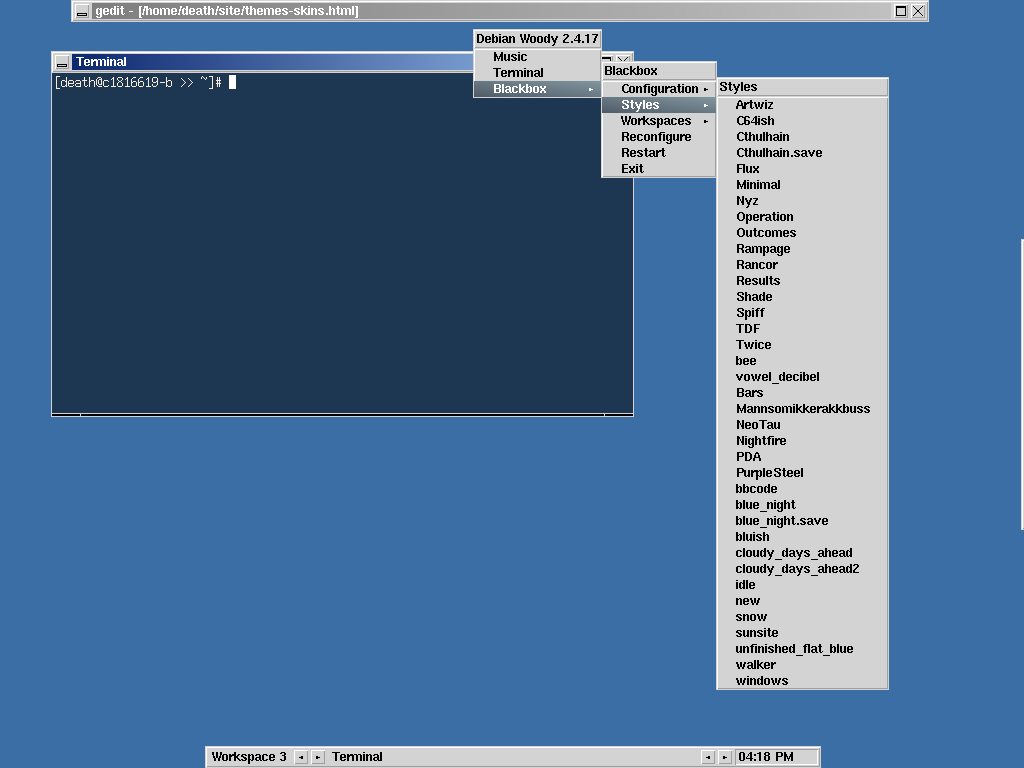 gedit - [/home/death/site/themes-skins.html]
Terminal
[death@c1816619-b >> ~]#
Debian Woody 2.4.17
Music
Terminal
Blackbox
Blackbox
Configuration
Styles
Workspaces
Reconfigure
Restart
Exit
Styles
Artwiz
C64ish
Cthulhain
Cthulhain.save
Flux
Minimal
Nyz
Operation
Outcomes
Rampage
Rancor
Results
Shade
Spiff
TDF
Twice
bee
vowel_decibel
Bars
Mannsomikkerakkbuss
NeoTau
Nightfire
PDA
PurpleSteel
bbcode
blue_night
blue_night.save
bluish
cloudy_days_ahead
cloudy_days_ahead2
idle
new
snow
sunsite
unfinished_flat_blue
walker
windows
Workspace 3 Terminal 04:18 PM